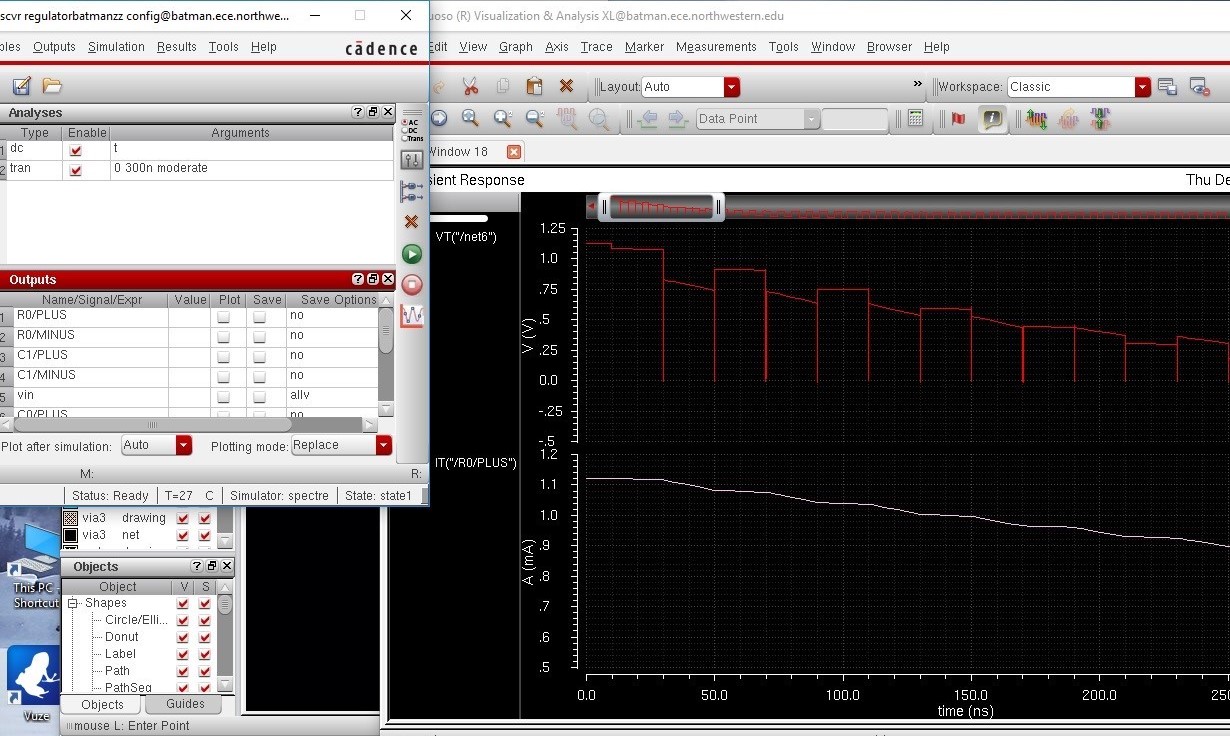 scvr regulatorbatmanzz config@batman.ece.northwe...
uoso (R) Visualization & Analysis XL@batman.ece.northwestern.edu
bles Outputs Simulation Results Tools Help
cādence
Edit View Graph Axis Trace Marker Measurements Tools Window Browser Help
Layout: Auto
» Workspace: Classic
Data Point
Window 18
Analyses
Type Enable Arguments
1 dc t
2 tran 0 300n moderate
AC
DC
Trans
Outputs
Name/Signal/Expr Value Plot Save Save Options
1 R0/PLUS no
2 R0/MINUS no
3 C1/PLUS no
4 C1/MINUS no
5 vin allv
6 C0/PLUS no
Plot after simulation: Auto Plotting mode: Replace
M: R:
Status: Ready T=27 C Simulator: spectre State: state1
sient Response
Thu De
VT("/net6")
1.25
1.0
.75
.5
.25
0.0
-.25
-.5
V (V)
IT("/R0/PLUS")
1.2
1.1
1.0
.9
.8
.7
.6
.5
A (mA)
0.0 50.0 100.0 150.0 200.0 250
time (ns)
via3 drawing
via3 net
Objects
Object V S
Shapes
Circle/Elli...
Donut
Label
Path
PathSeg
Objects Guides
mouse L: Enter Point
This PC -
Shortcut
Vuze